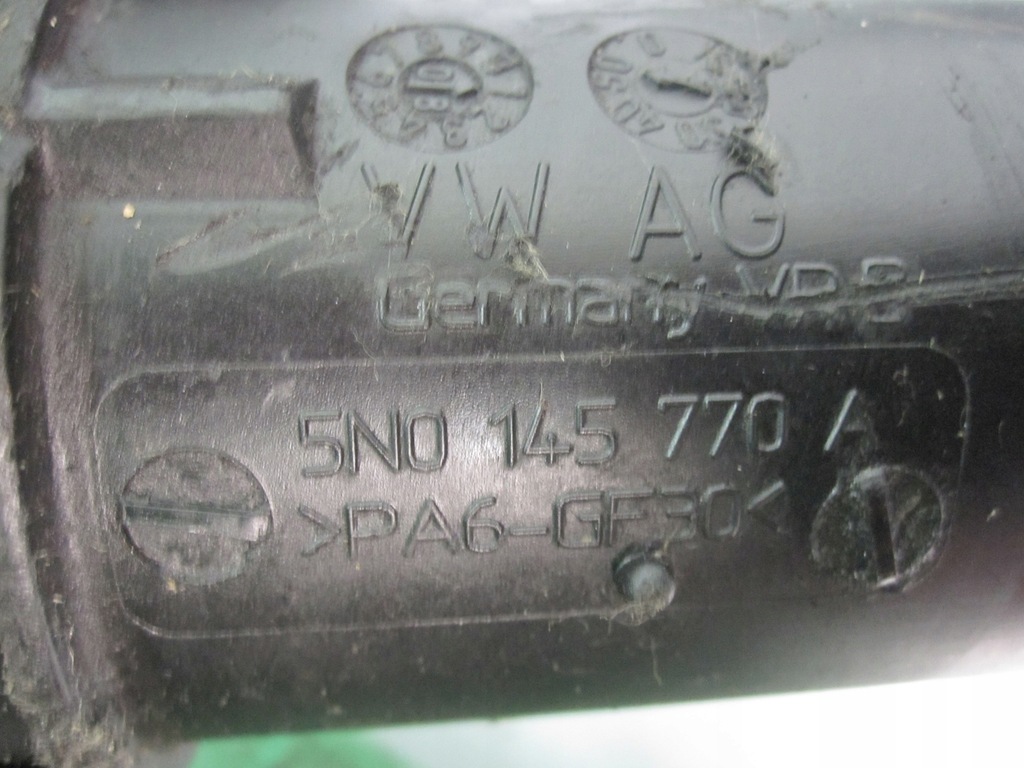 VW AG
Germany
5N0 145 770 A
>PA6-GF30<